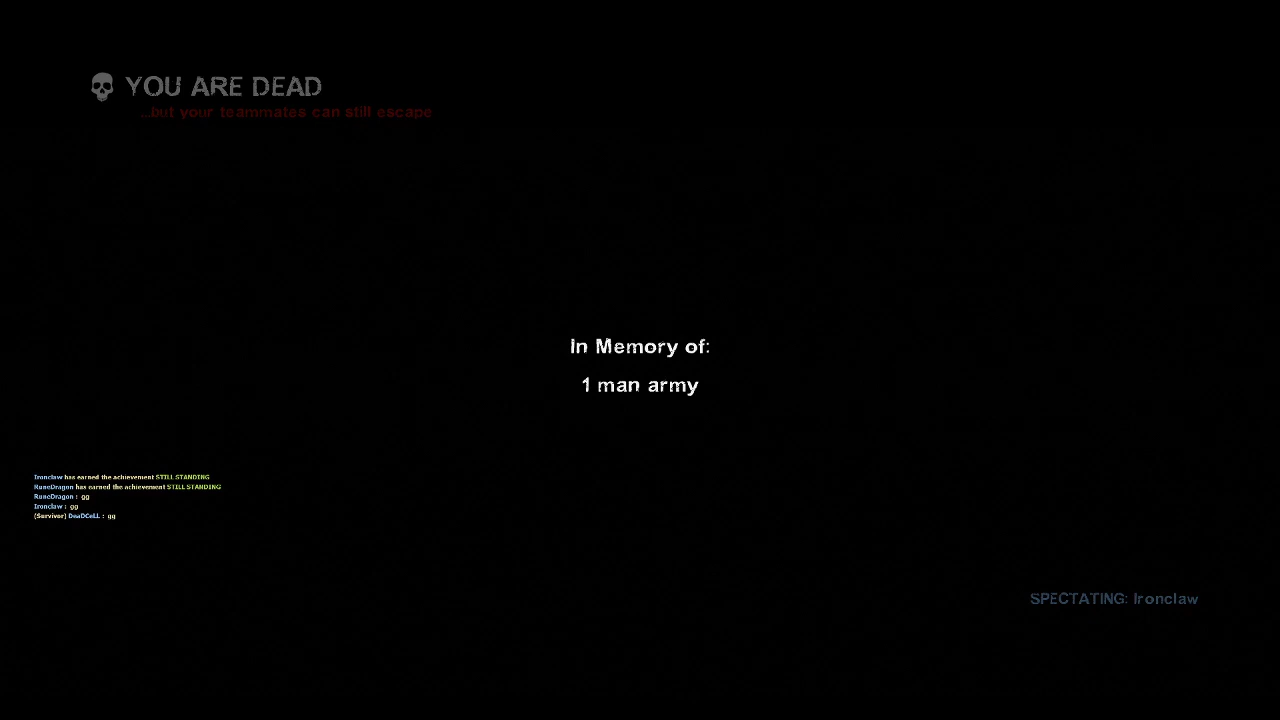 YOU ARE DEAD
...but your teammates can still escape
In Memory of:
1 man army
Ironclaw has earned the achievement STILL STANDING
RuneDragon has earned the achievement STILL STANDING
RuneDragon : gg
Ironclaw : gg
(Survivor) DeaDCeLL : gg
SPECTATING: Ironclaw